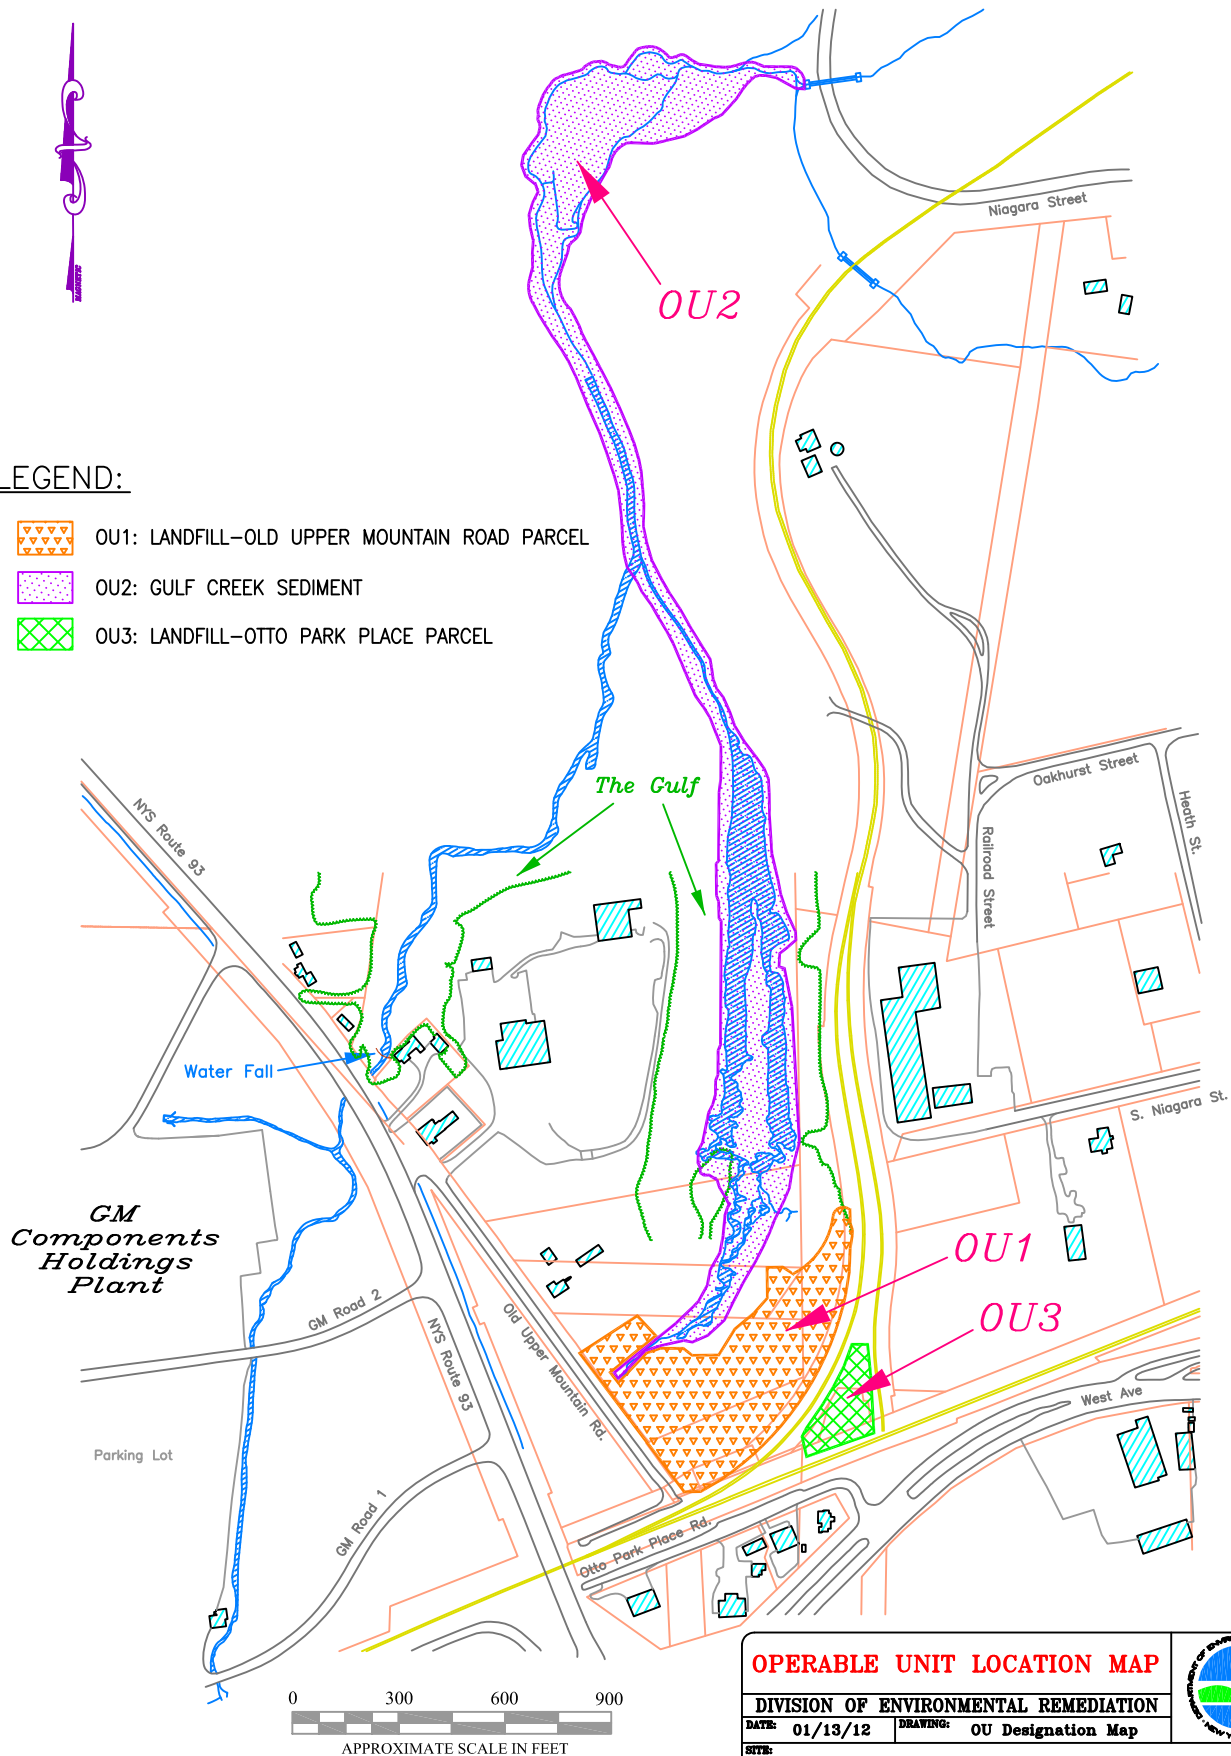 MAGNETIC
Niagara Street
OU2
LEGEND:
OU1: LANDFILL-OLD UPPER MOUNTAIN ROAD PARCEL
OU2: GULF CREEK SEDIMENT
OU3: LANDFILL-OTTO PARK PLACE PARCEL
The Gulf
NYS Route 93
Oakhurst Street
Heath St.
Railroad Street
Water Fall
S. Niagara St.
GM
Components
Holdings
Plant
OU1
OU3
GM Road 2
NYS Route 93
Old Upper Mountain Rd.
West Ave
Parking Lot
GM Road 1
Otto Park Place Rd.
0 300 600 900
APPROXIMATE SCALE IN FEET
OPERABLE UNIT LOCATION MAP
DIVISION OF ENVIRONMENTAL REMEDIATION
DATE: 01/13/12 DRAWING: OU Designation Map
SITE: